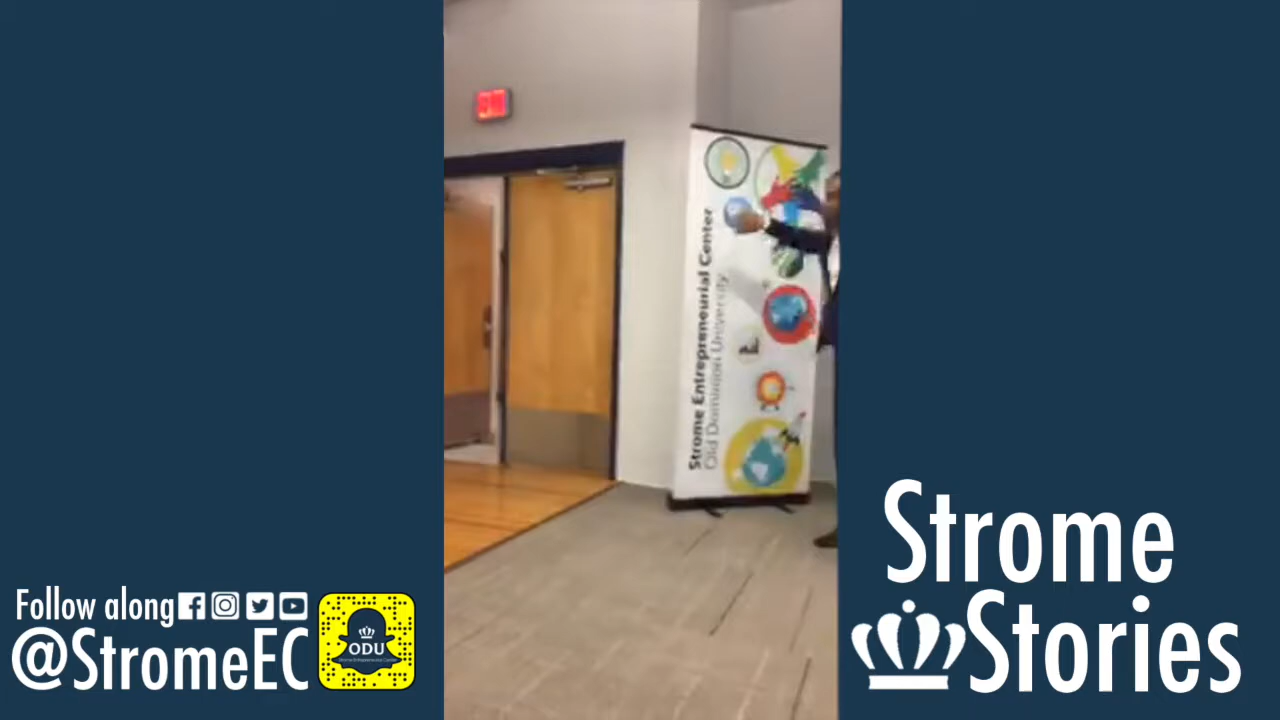 Strome Entrepreneurial Center
Old Dominion University
Follow along
@StromeEC
ODU
Strome
Stories